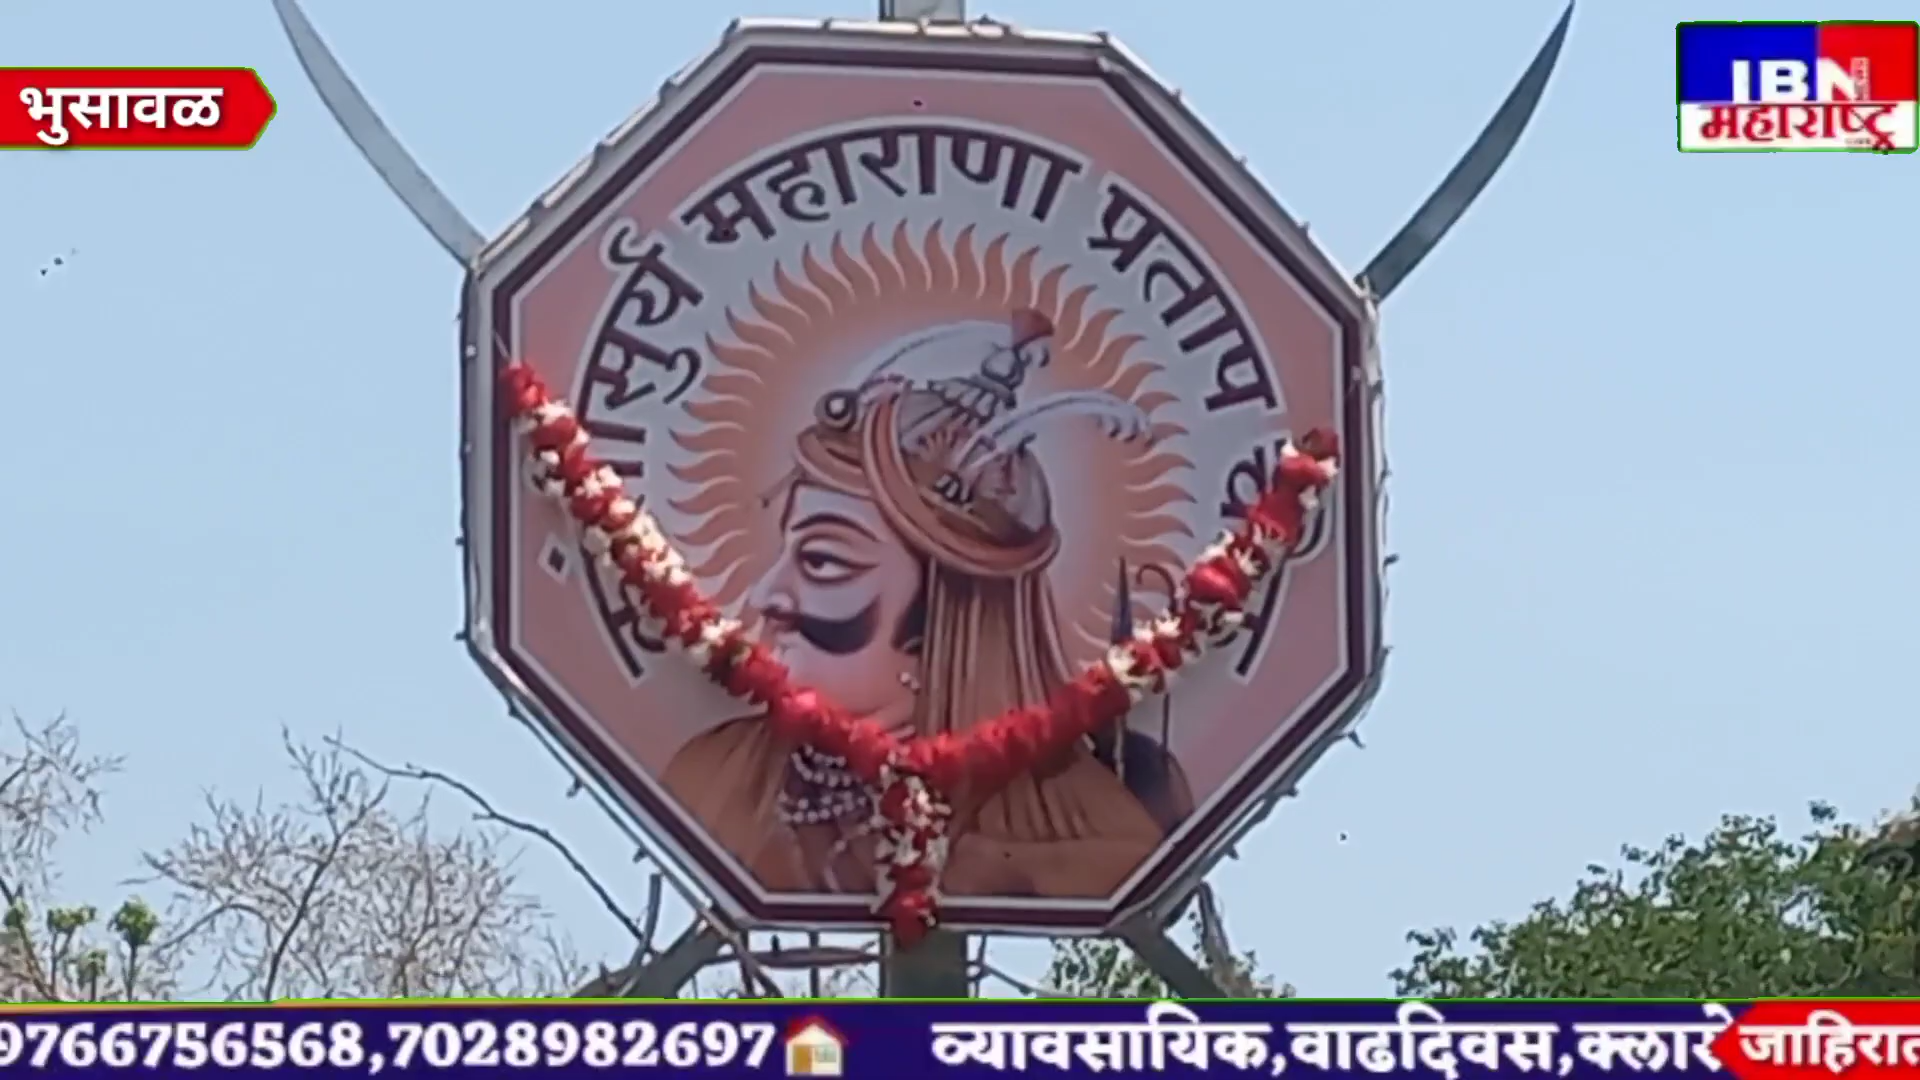 भुसावळ
IBN
महाराष्ट्र
महाराणा प्रताप
9766756568,7028982697
व्यावसायिक,वाढदिवस,क्लारे
जाहिरात